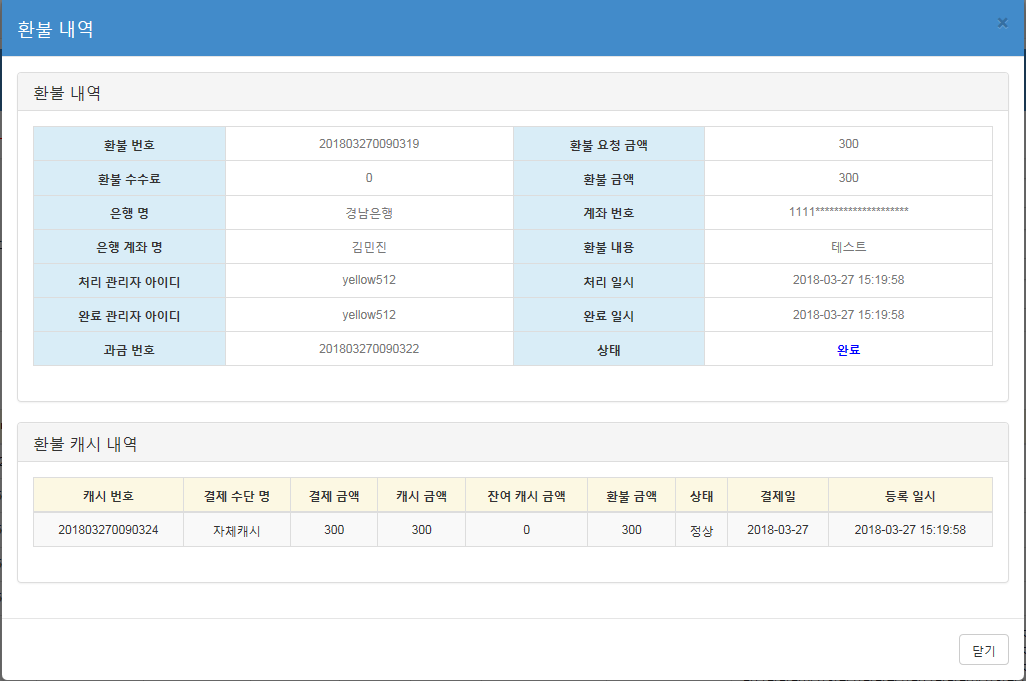 환불 내역
×
환불 내역
환불 번호 201803270090319 환불 요청 금액 300
환불 수수료 0 환불 금액 300
은행 명 경남은행 계좌 번호 1111********************
은행 계좌 명 김민진 환불 내용 테스트
처리 관리자 아이디 yellow512 처리 일시 2018-03-27 15:19:58
완료 관리자 아이디 yellow512 완료 일시 2018-03-27 15:19:58
과금 번호 201803270090322 상태 완료
환불 캐시 내역
캐시 번호 결제 수단 명 결제 금액 캐시 금액 잔여 캐시 금액 환불 금액 상태 결제일 등록 일시
201803270090324 자체캐시 300 300 0 300 정상 2018-03-27 2018-03-27 15:19:58
닫기